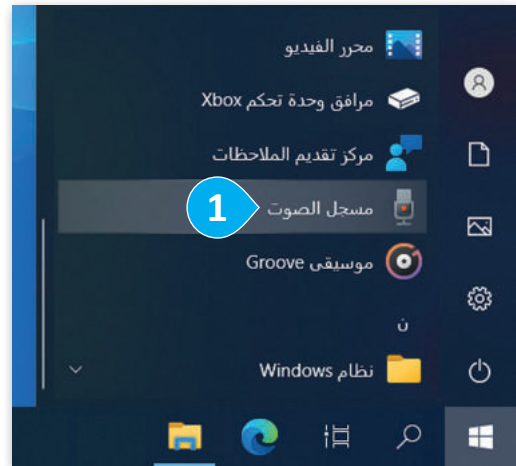 محرر الفيديو
مرافق وحدة تحكم Xbox
مركز تقديم الملاحظات
مسجل الصوت
1
موسيقى Groove
ن
نظام Windows